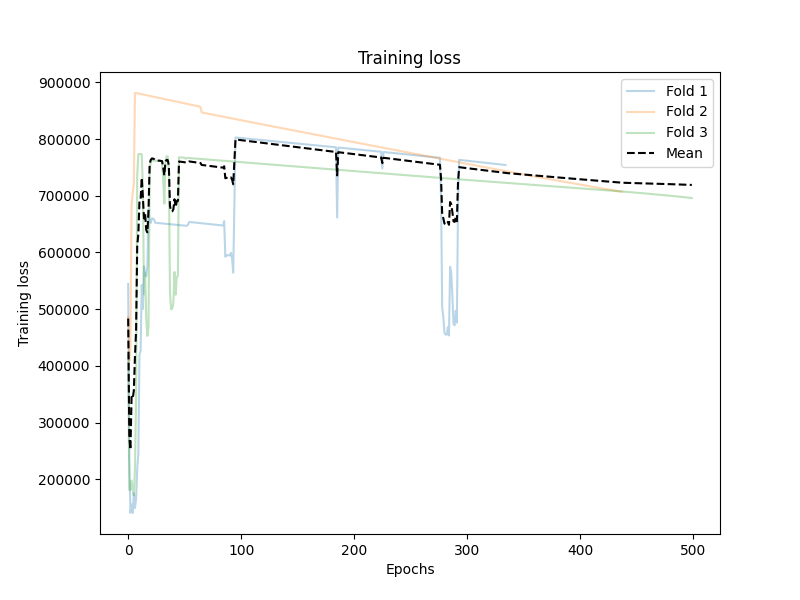 Training loss
900000
800000
700000
600000
500000
400000
300000
200000
Training loss
0
100
200
300
400
500
Epochs
Fold 1
Fold 2
Fold 3
Mean